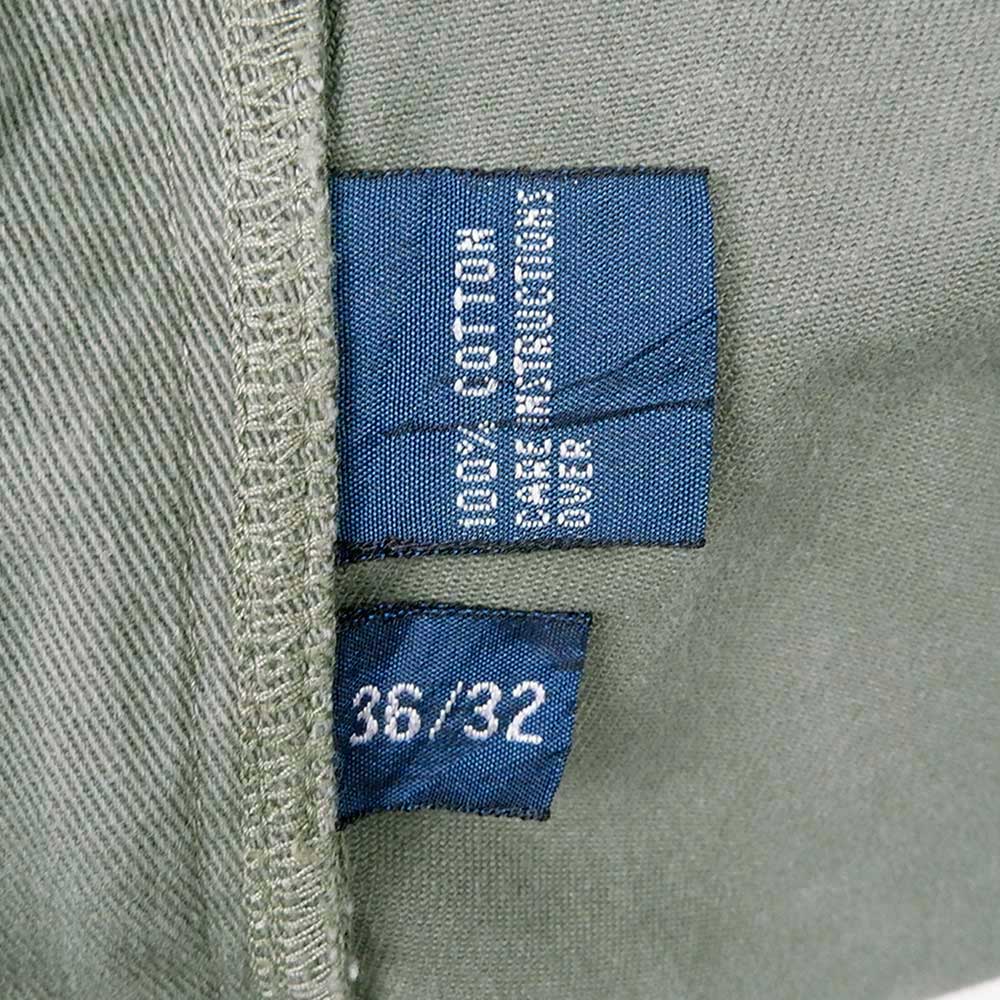 100% COTTON
CARE INSTRUCTIONS
OVER
36/32